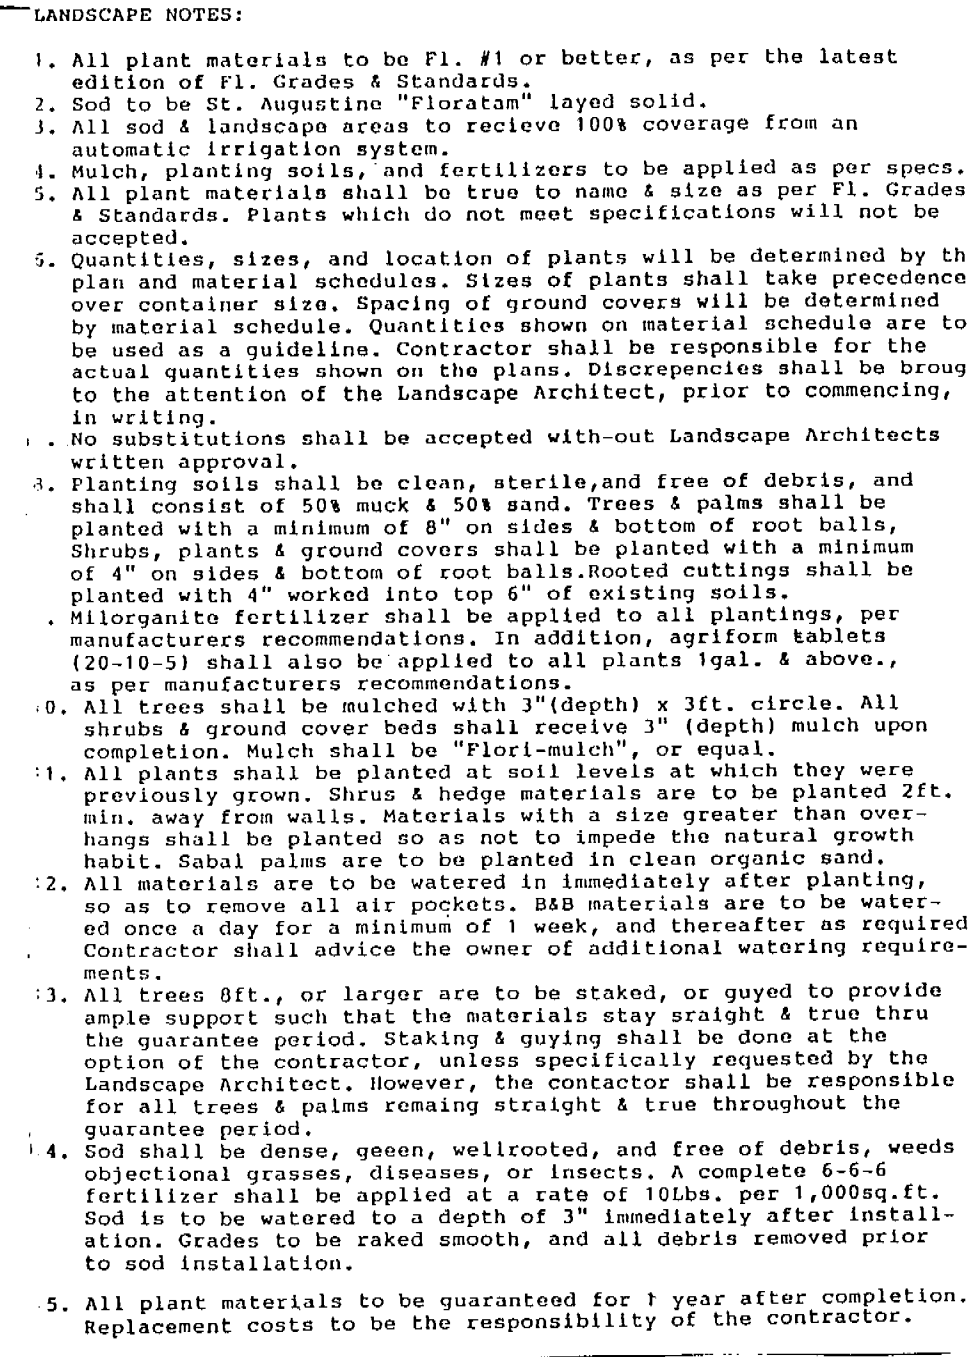 LANDSCAPE NOTES:
1. All plant materials to be Fl. #1 or better, as per the latest
edition of Fl. Grades & Standards.
2. Sod to be St. Augustine "Floratam" layed solid.
3. All sod & landscape areas to recieve 100% coverage from an
automatic irrigation system.
4. Mulch, planting soils, and fertilizers to be applied as per specs.
5. All plant materials shall be true to name & size as per Fl. Grades
& Standards. Plants which do not meet specifications will not be
accepted.
6. Quantities, sizes, and location of plants will be determined by th
plan and material schedules. Sizes of plants shall take precedence
over container size. Spacing of ground covers will be determined
by material schedule. Quantities shown on material schedule are to
be used as a guideline. Contractor shall be responsible for the
actual quantities shown on the plans. Discrepencies shall be broug
to the attention of the Landscape Architect, prior to commencing,
in writing.
. No substitutions shall be accepted with-out Landscape Architects
written approval.
8. Planting soils shall be clean, sterile,and free of debris, and
shall consist of 50% muck & 50% sand. Trees & palms shall be
planted with a minimum of 8" on sides & bottom of root balls,
Shrubs, plants & ground covers shall be planted with a minimum
of 4" on sides & bottom of root balls.Rooted cuttings shall be
planted with 4" worked into top 6" of existing soils.
. Milorganite fertilizer shall be applied to all plantings, per
manufacturers recommendations. In addition, agriform tablets
(20-10-5) shall also be applied to all plants 1gal. & above.,
as per manufacturers recommendations.
0. All trees shall be mulched with 3"(depth) x 3ft. circle. All
shrubs & ground cover beds shall receive 3" (depth) mulch upon
completion. Mulch shall be "Flori-mulch", or equal.
11. All plants shall be planted at soil levels at which they were
previously grown. Shrus & hedge materials are to be planted 2ft.
min. away from walls. Materials with a size greater than over-
hangs shall be planted so as not to impede the natural growth
habit. Sabal palms are to be planted in clean organic sand.
12. All materials are to be watered in immediately after planting,
so as to remove all air pockets. B&B materials are to be water-
ed once a day for a minimum of 1 week, and thereafter as required
Contractor shall advice the owner of additional watering require-
ments.
13. All trees 8ft., or larger are to be staked, or guyed to provide
ample support such that the materials stay sraight & true thru
the guarantee period. Staking & guying shall be done at the
option of the contractor, unless specifically requested by the
Landscape Architect. However, the contactor shall be responsible
for all trees & palms remaing straight & true throughout the
guarantee period.
14. Sod shall be dense, geeen, wellrooted, and free of debris, weeds
objectional grasses, diseases, or insects. A complete 6-6-6
fertilizer shall be applied at a rate of 10Lbs. per 1,000sq.ft.
Sod is to be watered to a depth of 3" immediately after install-
ation. Grades to be raked smooth, and all debris removed prior
to sod installation.
5. All plant materials to be guaranteed for 1 year after completion.
Replacement costs to be the responsibility of the contractor.